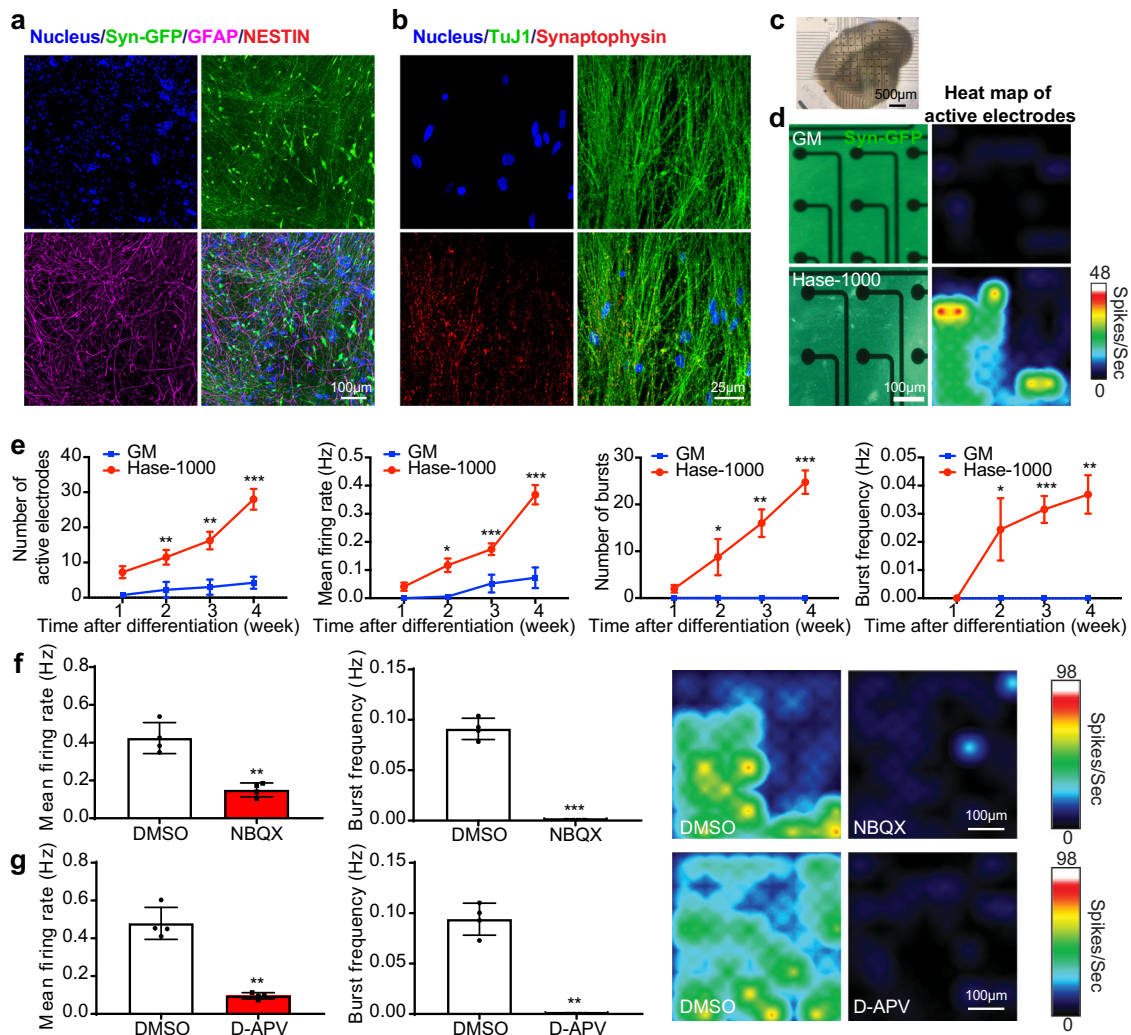 a
Nucleus/Syn-GFP/GFAP/NESTIN
100µm
b
Nucleus/TuJ1/Synaptophysin
25µm
c
500µm
d
Heat map of
active electrodes
GM
Syn-GFP
Hase-1000
100µm
48
Spikes/Sec
0
e
GM
Hase-1000
Number of
active electrodes
40
30
20
10
0
** ** ***
1 2 3 4
Time after differentiation (week)
GM
Hase-1000
Mean firing rate (Hz)
0.5
0.4
0.3
0.2
0.1
0.0
* *** ***
1 2 3 4
Time after differentiation (week)
GM
Hase-1000
Number of bursts
30
20
10
0
* ** ***
1 2 3 4
Time after differentiation (week)
GM
Hase-1000
Burst frequency (Hz)
0.05
0.04
0.03
0.02
0.01
0.00
* *** **
1 2 3 4
Time after differentiation (week)
f
Mean firing rate (Hz)
0.8
0.6
0.4
0.2
0.0
**
DMSO NBQX
Burst frequency (Hz)
0.15
0.10
0.05
0.00
***
DMSO NBQX
DMSO
NBQX
100µm
98
Spikes/Sec
0
g
Mean firing rate (Hz)
0.8
0.6
0.4
0.2
0.0
**
DMSO D-APV
Burst frequency (Hz)
0.15
0.10
0.05
0.00
**
DMSO D-APV
DMSO
D-APV
100µm
98
Spikes/Sec
0